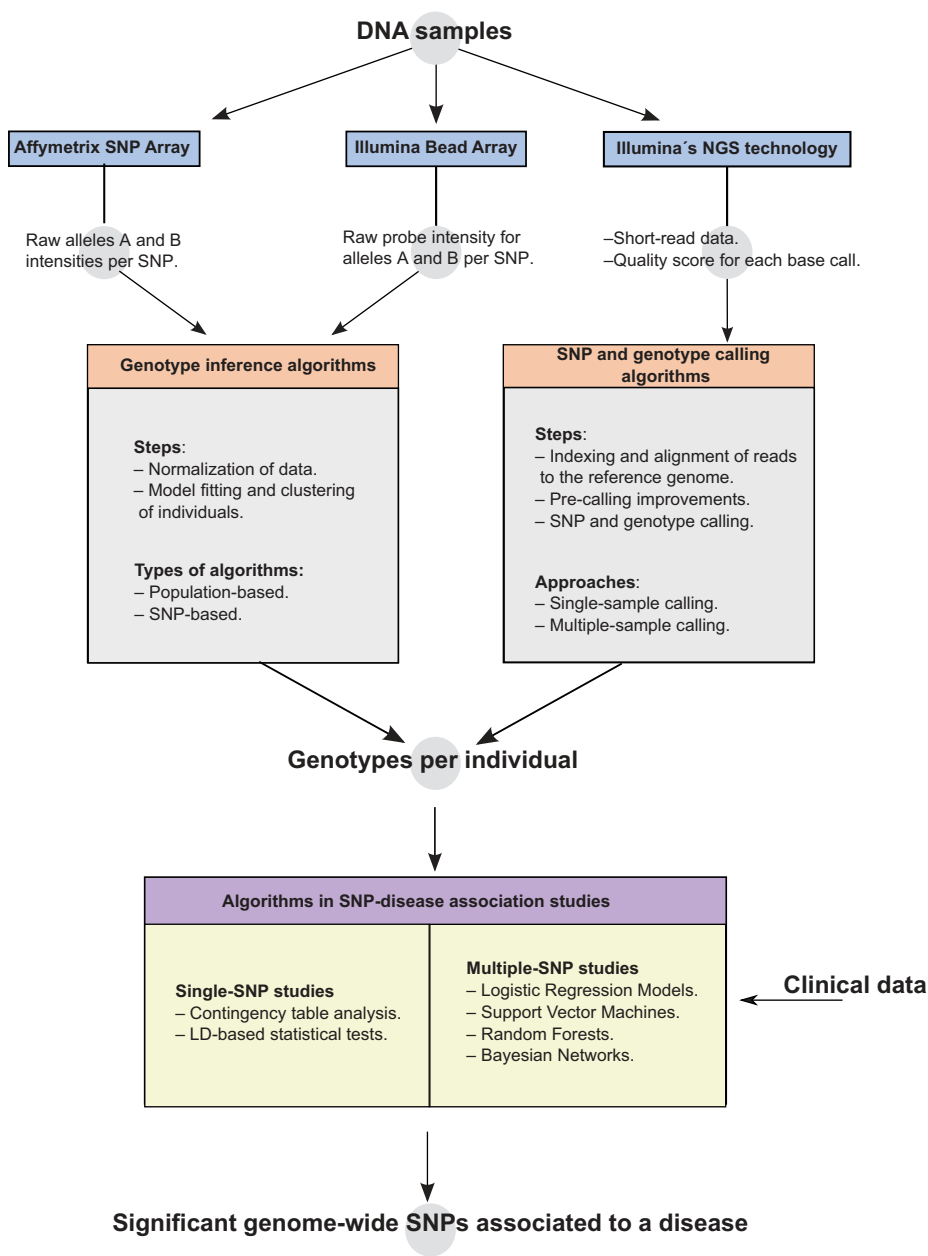 DNA samples
Affymetrix SNP Array
Illumina Bead Array
Illumina´s NGS technology
Raw alleles A and B
intensities per SNP.
Raw probe intensity for
alleles A and B per SNP.
–Short-read data.
–Quality score for each base call.
Genotype inference algorithms
Steps:
– Normalization of data.
– Model fitting and clustering
of individuals.
Types of algorithms:
– Population-based.
– SNP-based.
SNP and genotype calling
algorithms
Steps:
– Indexing and alignment of reads
to the reference genome.
– Pre-calling improvements.
– SNP and genotype calling.
Approaches:
– Single-sample calling.
– Multiple-sample calling.
Genotypes per individual
Algorithms in SNP-disease association studies
Single-SNP studies
– Contingency table analysis.
– LD-based statistical tests.
Multiple-SNP studies
– Logistic Regression Models.
– Support Vector Machines.
– Random Forests.
– Bayesian Networks.
Clinical data
Significant genome-wide SNPs associated to a disease